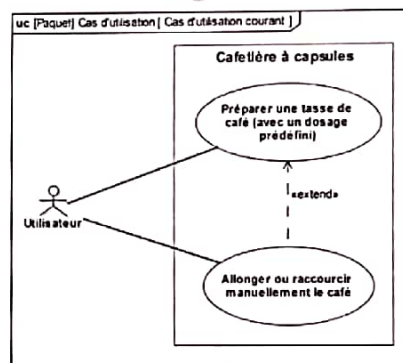 uc [Paquet] Cas d'utilisation [ Cas d'utilisation courant ]
Cafetière à capsules
Préparer une tasse de
café (avec un dosage
prédéfini)
«extend»
Utilisateur
Allonger ou raccourcir
manuellement le café